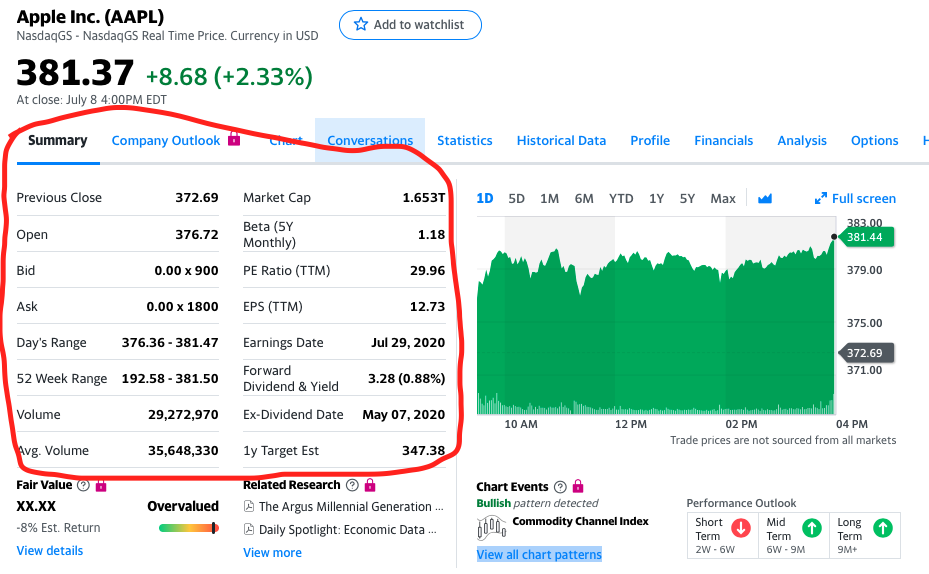 Apple Inc. (AAPL)
NasdaqGS - NasdaqGS Real Time Price. Currency in USD
Add to watchlist
381.37 +8.68 (+2.33%)
At close: July 8 4:00PM EDT
Summary Company Outlook Chart Conversations Statistics Historical Data Profile Financials Analysis Options H
Previous Close 372.69
Open 376.72
Bid 0.00 x 900
Ask 0.00 x 1800
Day's Range 376.36 - 381.47
52 Week Range 192.58 - 381.50
Volume 29,272,970
Avg. Volume 35,648,330
Market Cap 1.653T
Beta (5Y
Monthly) 1.18
PE Ratio (TTM) 29.96
EPS (TTM) 12.73
Earnings Date Jul 29, 2020
Forward
Dividend & Yield 3.28 (0.88%)
Ex-Dividend Date May 07, 2020
1y Target Est 347.38
1D 5D 1M 6M YTD 1Y 5Y Max Full screen
383.00
381.44
379.00
375.00
372.69
371.00
10 AM 12 PM 02 PM 04 PM
Trade prices are not sourced from all markets
Fair Value ?
XX.XX Overvalued
-8% Est. Return
View details
Related Research ?
The Argus Millennial Generation ...
Daily Spotlight: Economic Data ...
View more
Chart Events ?
Bullish pattern detected
Commodity Channel Index
View all chart patterns
Performance Outlook
Short
Term
2W - 6W
Mid
Term
6W - 9M
Long
Term
9M+